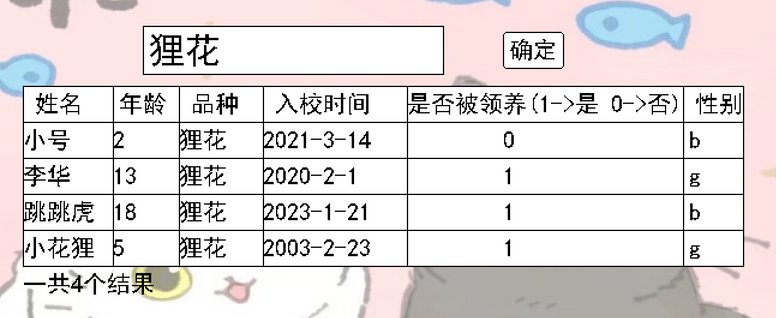 狸花 确定
姓名 年龄 品种 入校时间 是否被领养(1->是 0->否) 性别
小号 2 狸花 2021-3-14 0 b
李华 13 狸花 2020-2-1 1 g
跳跳虎 18 狸花 2023-1-21 1 b
小花狸 5 狸花 2003-2-23 1 g
一共4个结果